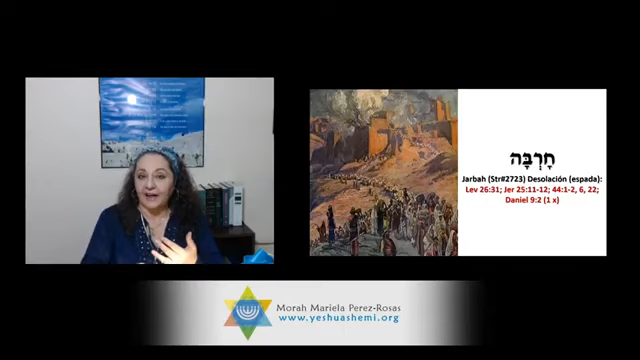 חָרְבָּה
Jarbah (Str#2723) Desolación (espada):
Lev 26:31; Jer 25:11-12; 44:1-2, 6, 22;
Daniel 9:2 (1 x)
Morah Mariela Perez-Rosas
www.yeshuashemi.org